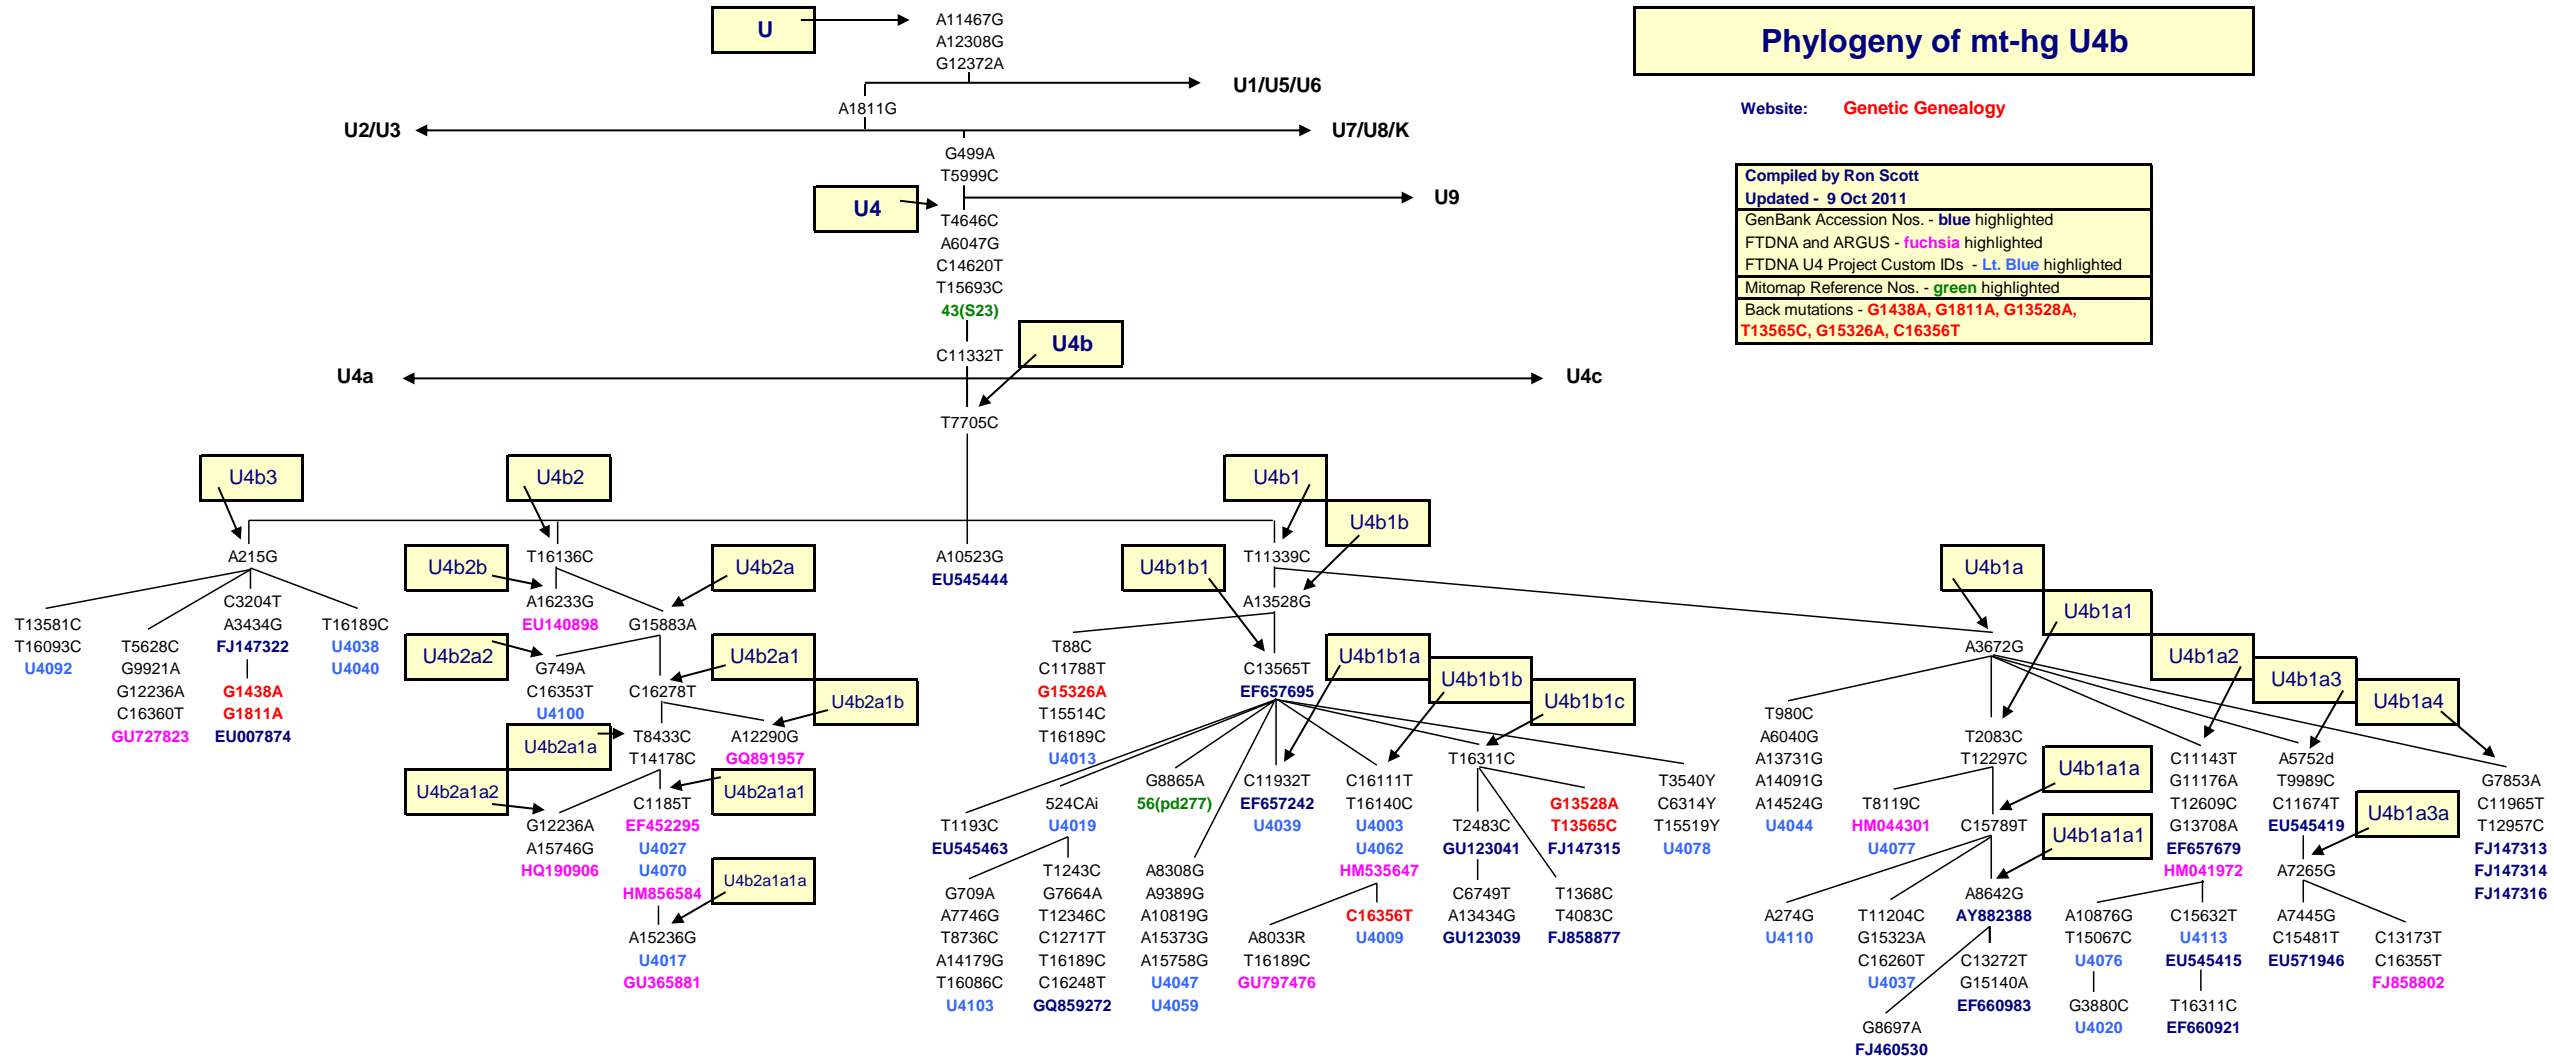 U
A11467G
A12308G
G12372A
Phylogeny of mt-hg U4b
U1/U5/U6
A1811G
Website: Genetic Genealogy
U2/U3
U7/U8/K
G499A
T5999C
U4
U9
T4646C
A6047G
C14620T
T15693C
43(S23)
Compiled by Ron Scott
Updated - 9 Oct 2011
GenBank Accession Nos. - blue highlighted
FTDNA and ARGUS - fuchsia highlighted
FTDNA U4 Project Custom IDs - Lt. Blue highlighted
Mitomap Reference Nos. - green highlighted
Back mutations - G1438A, G1811A, G13528A,
T13565C, G15326A, C16356T
U4b
C11332T
U4a
U4c
T7705C
U4b3
A215G
T13581C
T16093C
U4092
T5628C
G9921A
G12236A
C16360T
GU727823
C3204T
A3434G
FJ147322
G1438A
G1811A
EU007874
T16189C
U4038
U4040
U4b2
T16136C
U4b2b
A16233G
EU140898
U4b2a
G15883A
U4b2a2
G749A
C16353T
U4100
U4b2a1
C16278T
U4b2a1b
A12290G
GQ891957
U4b2a1a
T8433C
T14178C
U4b2a1a2
G12236A
A15746G
HQ190906
U4b2a1a1
C1185T
EF452295
U4027
U4070
HM856584
U4b2a1a1a
A15236G
U4017
GU365881
A10523G
EU545444
U4b1
T11339C
U4b1b
A13528G
T88C
C11788T
G15326A
T15514C
T16189C
U4013
U4b1b1
C13565T
EF657695
T1193C
EU545463
524CAi
U4019
G709A
A7746G
T8736C
A14179G
T16086C
U4103
T1243C
G7664A
T12346C
C12717T
T16189C
C16248T
GQ859272
G8865A
56(pd277)
A8308G
A9389G
A10819G
A15373G
A15758G
U4047
U4059
U4b1b1a
C11932T
EF657242
U4039
U4b1b1b
C16111T
T16140C
U4003
U4062
HM535647
A8033R
T16189C
GU797476
C16356T
U4009
U4b1b1c
T16311C
T2483C
GU123041
C6749T
A13434G
GU123039
G13528A
T13565C
FJ147315
T1368C
T4083C
FJ858877
T3540Y
C6314Y
T15519Y
U4078
U4b1a
A3672G
T980C
A6040G
A13731G
A14091G
A14524G
U4044
U4b1a1
T2083C
T12297C
T8119C
HM044301
U4077
U4b1a1a
C15789T
A274G
U4110
T11204C
G15323A
C16260T
U4037
U4b1a1a1
A8642G
AY882388
G8697A
FJ460530
C13272T
G15140A
EF660983
U4b1a2
C11143T
G11176A
T12609C
G13708A
EF657679
HM041972
A10876G
T15067C
U4076
G3880C
U4020
C15632T
U4113
EU545415
T16311C
EF660921
U4b1a3
A5752d
T9989C
C11674T
EU545419
U4b1a3a
A7265G
A7445G
C15481T
EU571946
C13173T
C16355T
FJ858802
U4b1a4
G7853A
C11965T
T12957C
FJ147313
FJ147314
FJ147316